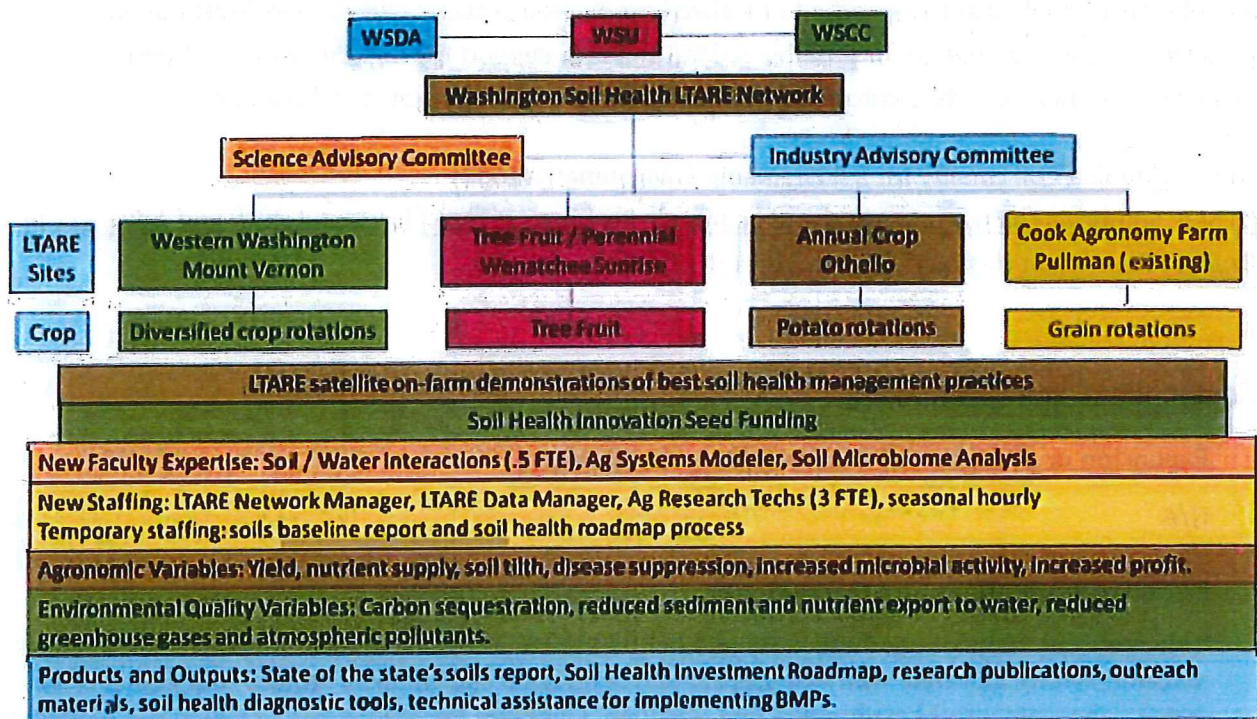 WSDA
WSU
WSCC
Washington Soil Health LTARE Network
Science Advisory Committee
Industry Advisory Committee
LTARE
Sites
Western Washington
Mount Vernon
Tree Fruit / Perennial
Wenatchee Sunrise
Annual Crop
Othello
Cook Agronomy Farm
Pullman (existing)
Crop
Diversified crop rotations
Tree Fruit
Potato rotations
Grain rotations
LTARE satellite on-farm demonstrations of best soil health management practices
Soil Health Innovation Seed Funding
New Faculty Expertise: Soil / Water Interactions (.5 FTE), Ag Systems Modeler, Soil Microbiome Analysis
New Staffing: LTARE Network Manager, LTARE Data Manager, Ag Research Techs (3 FTE), seasonal hourly
Temporary staffing: soils baseline report and soil health roadmap process
Agronomic Variables: Yield, nutrient supply, soil tilth, disease suppression, increased microbial activity, increased profit.
Environmental Quality Variables: Carbon sequestration, reduced sediment and nutrient export to water, reduced
greenhouse gases and atmospheric pollutants.
Products and Outputs: State of the state's soils report, Soil Health Investment Roadmap, research publications, outreach
materials, soil health diagnostic tools, technical assistance for implementing BMPs.